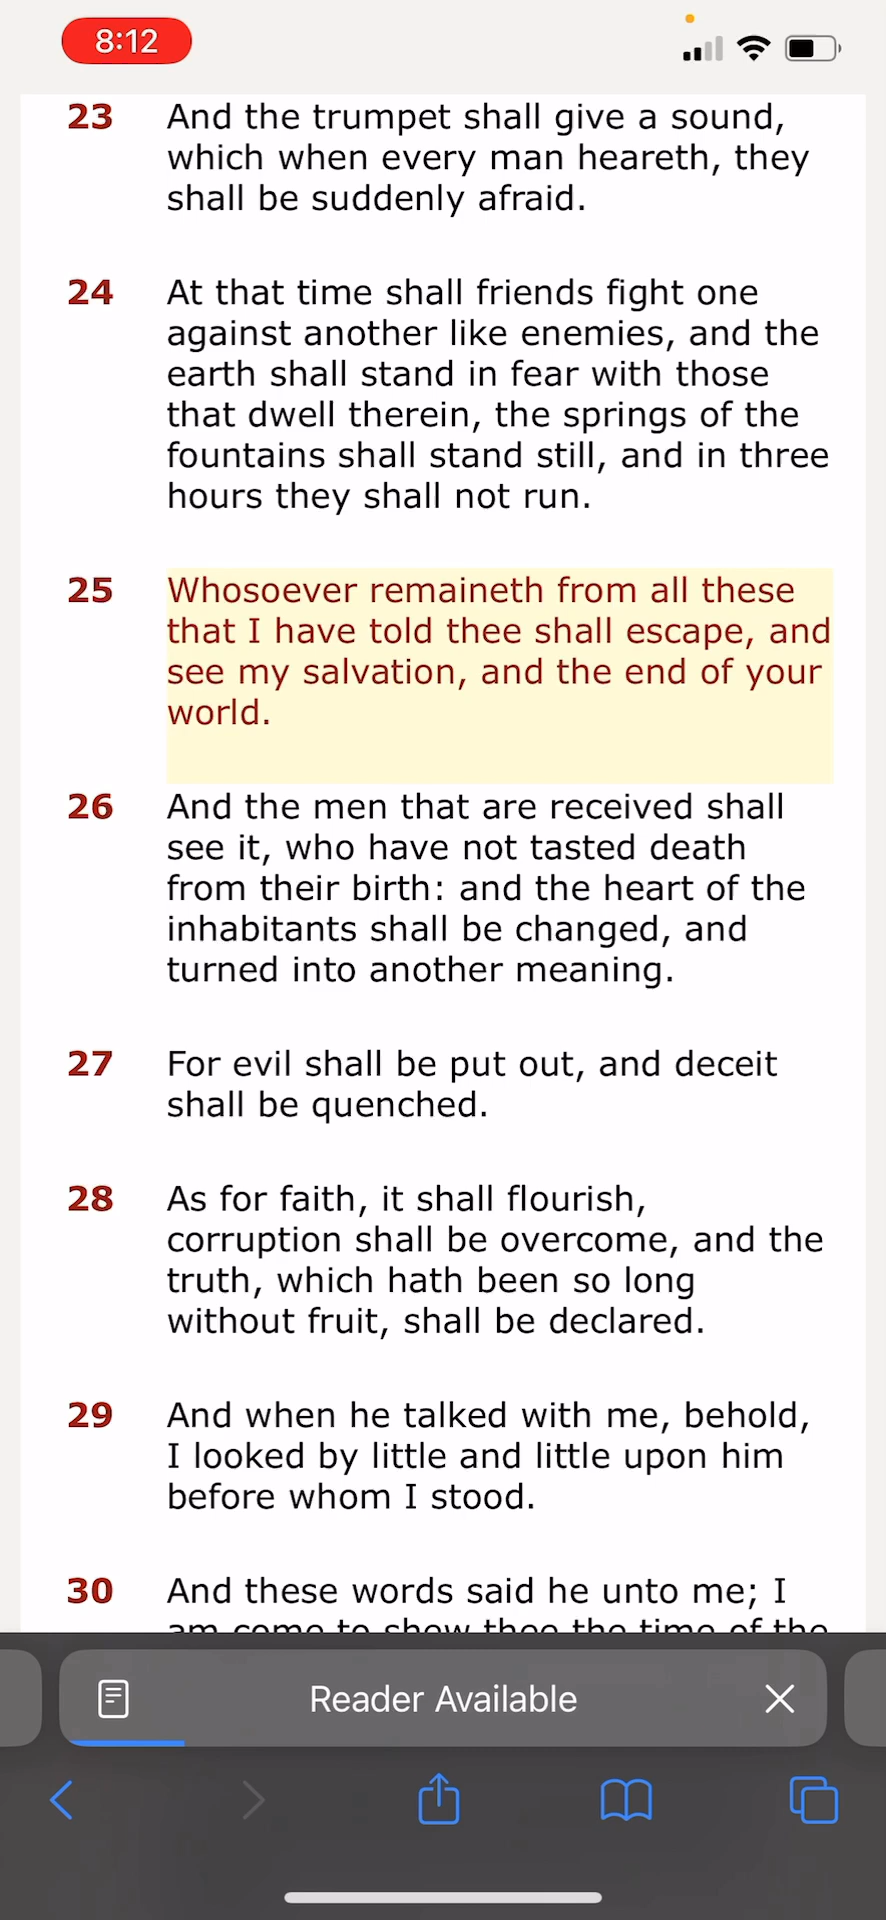 8:12
23 And the trumpet shall give a sound,
which when every man heareth, they
shall be suddenly afraid.
24 At that time shall friends fight one
against another like enemies, and the
earth shall stand in fear with those
that dwell therein, the springs of the
fountains shall stand still, and in three
hours they shall not run.
25 Whosoever remaineth from all these
that I have told thee shall escape, and
see my salvation, and the end of your
world.
26 And the men that are received shall
see it, who have not tasted death
from their birth: and the heart of the
inhabitants shall be changed, and
turned into another meaning.
27 For evil shall be put out, and deceit
shall be quenched.
28 As for faith, it shall flourish,
corruption shall be overcome, and the
truth, which hath been so long
without fruit, shall be declared.
29 And when he talked with me, behold,
I looked by little and little upon him
before whom I stood.
30 And these words said he unto me; I
am come to shew thee the time of the
Reader Available